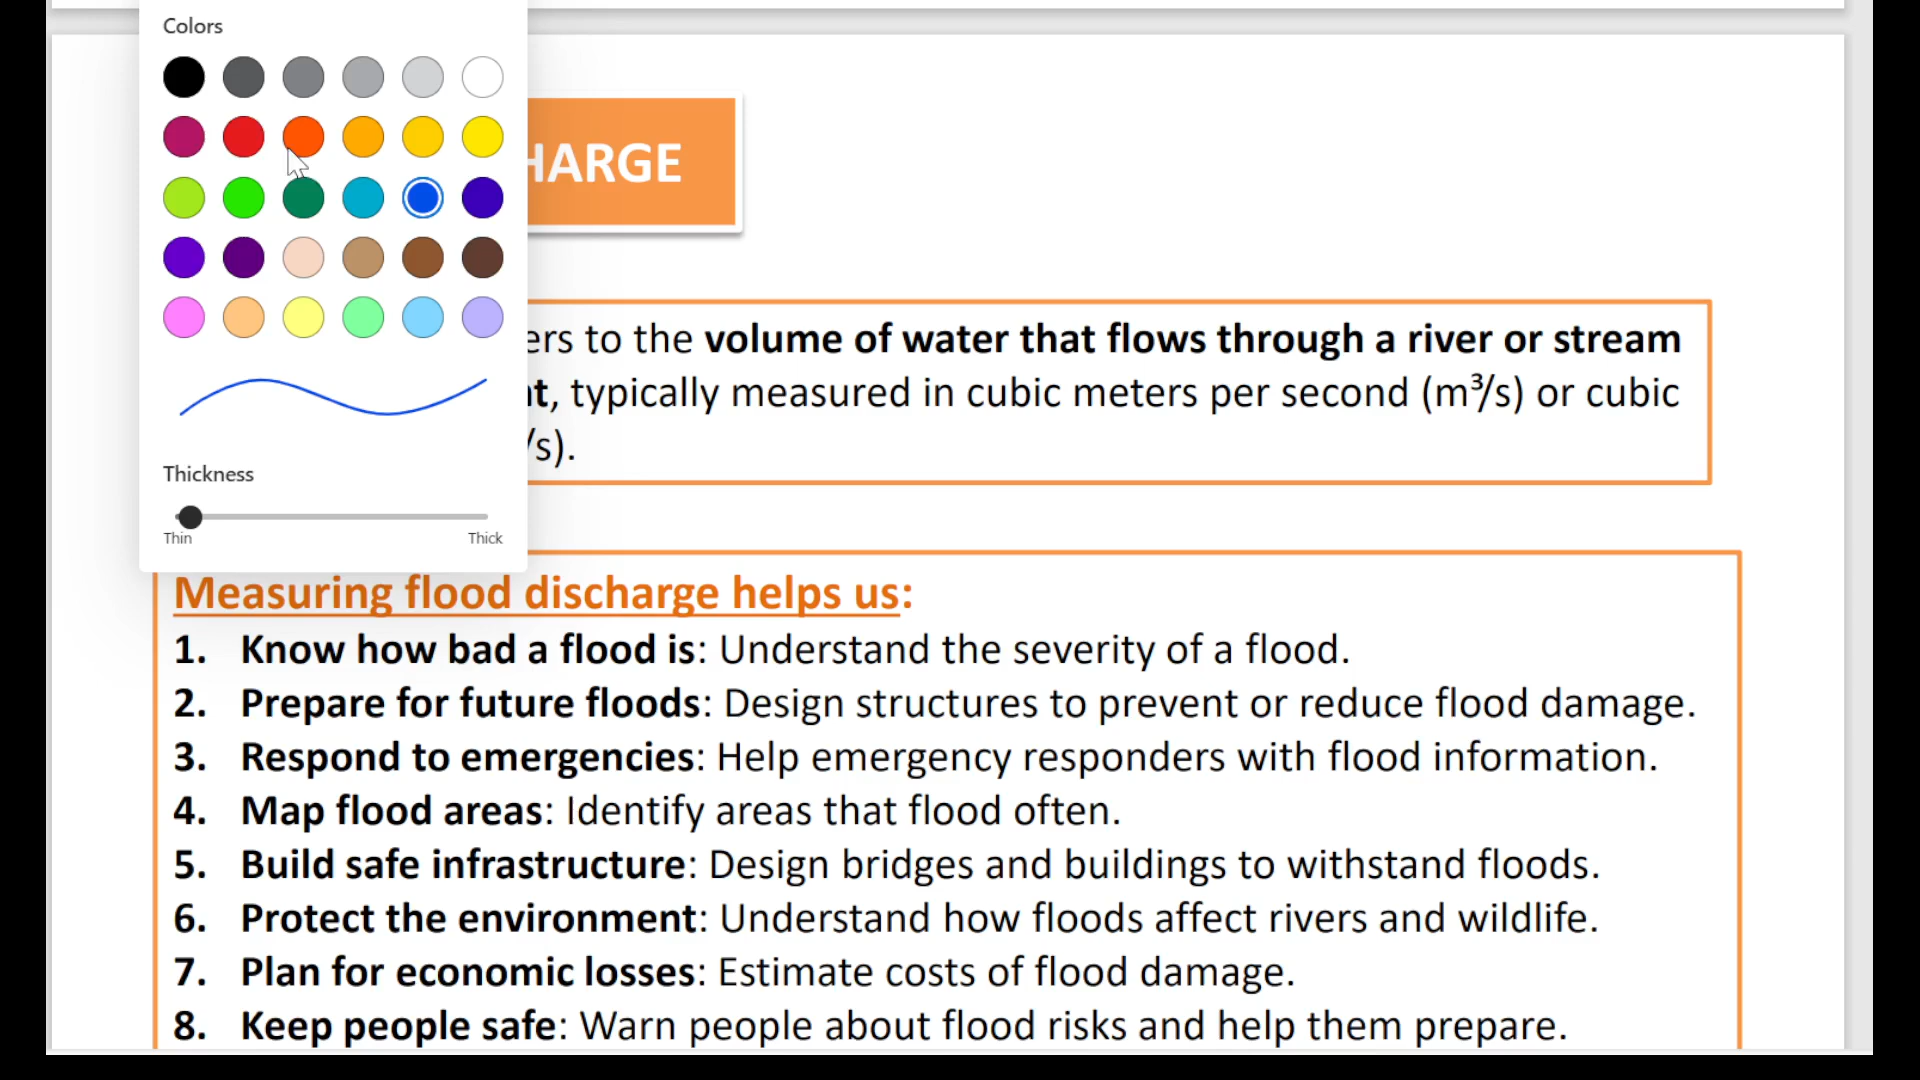 Colors
HARGE
ers to the volume of water that flows through a river or stream
t, typically measured in cubic meters per second (m³/s) or cubic
/s).
Thickness
Thin Thick
Measuring flood discharge helps us:
1. Know how bad a flood is: Understand the severity of a flood.
2. Prepare for future floods: Design structures to prevent or reduce flood damage.
3. Respond to emergencies: Help emergency responders with flood information.
4. Map flood areas: Identify areas that flood often.
5. Build safe infrastructure: Design bridges and buildings to withstand floods.
6. Protect the environment: Understand how floods affect rivers and wildlife.
7. Plan for economic losses: Estimate costs of flood damage.
8. Keep people safe: Warn people about flood risks and help them prepare.